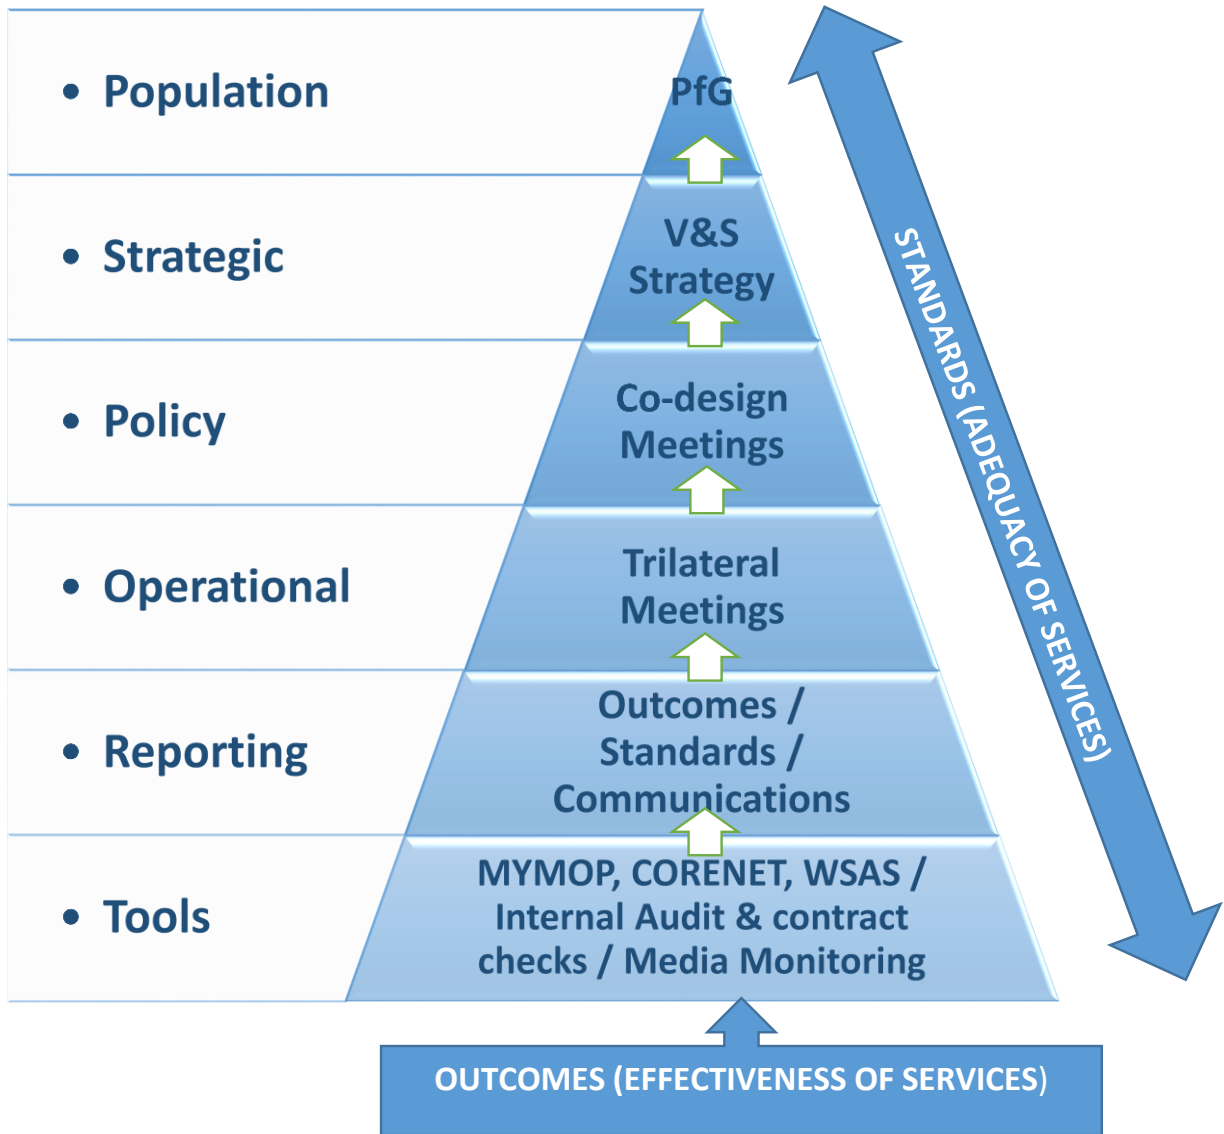 • Population
PfG
• Strategic
V&S
Strategy
• Policy
Co-design
Meetings
• Operational
Trilateral
Meetings
• Reporting
Outcomes /
Standards /
Communications
• Tools
MYMOP, CORENET, WSAS /
Internal Audit & contract
checks / Media Monitoring
STANDARDS (ADEQUACY OF SERVICES)
OUTCOMES (EFFECTIVENESS OF SERVICES)